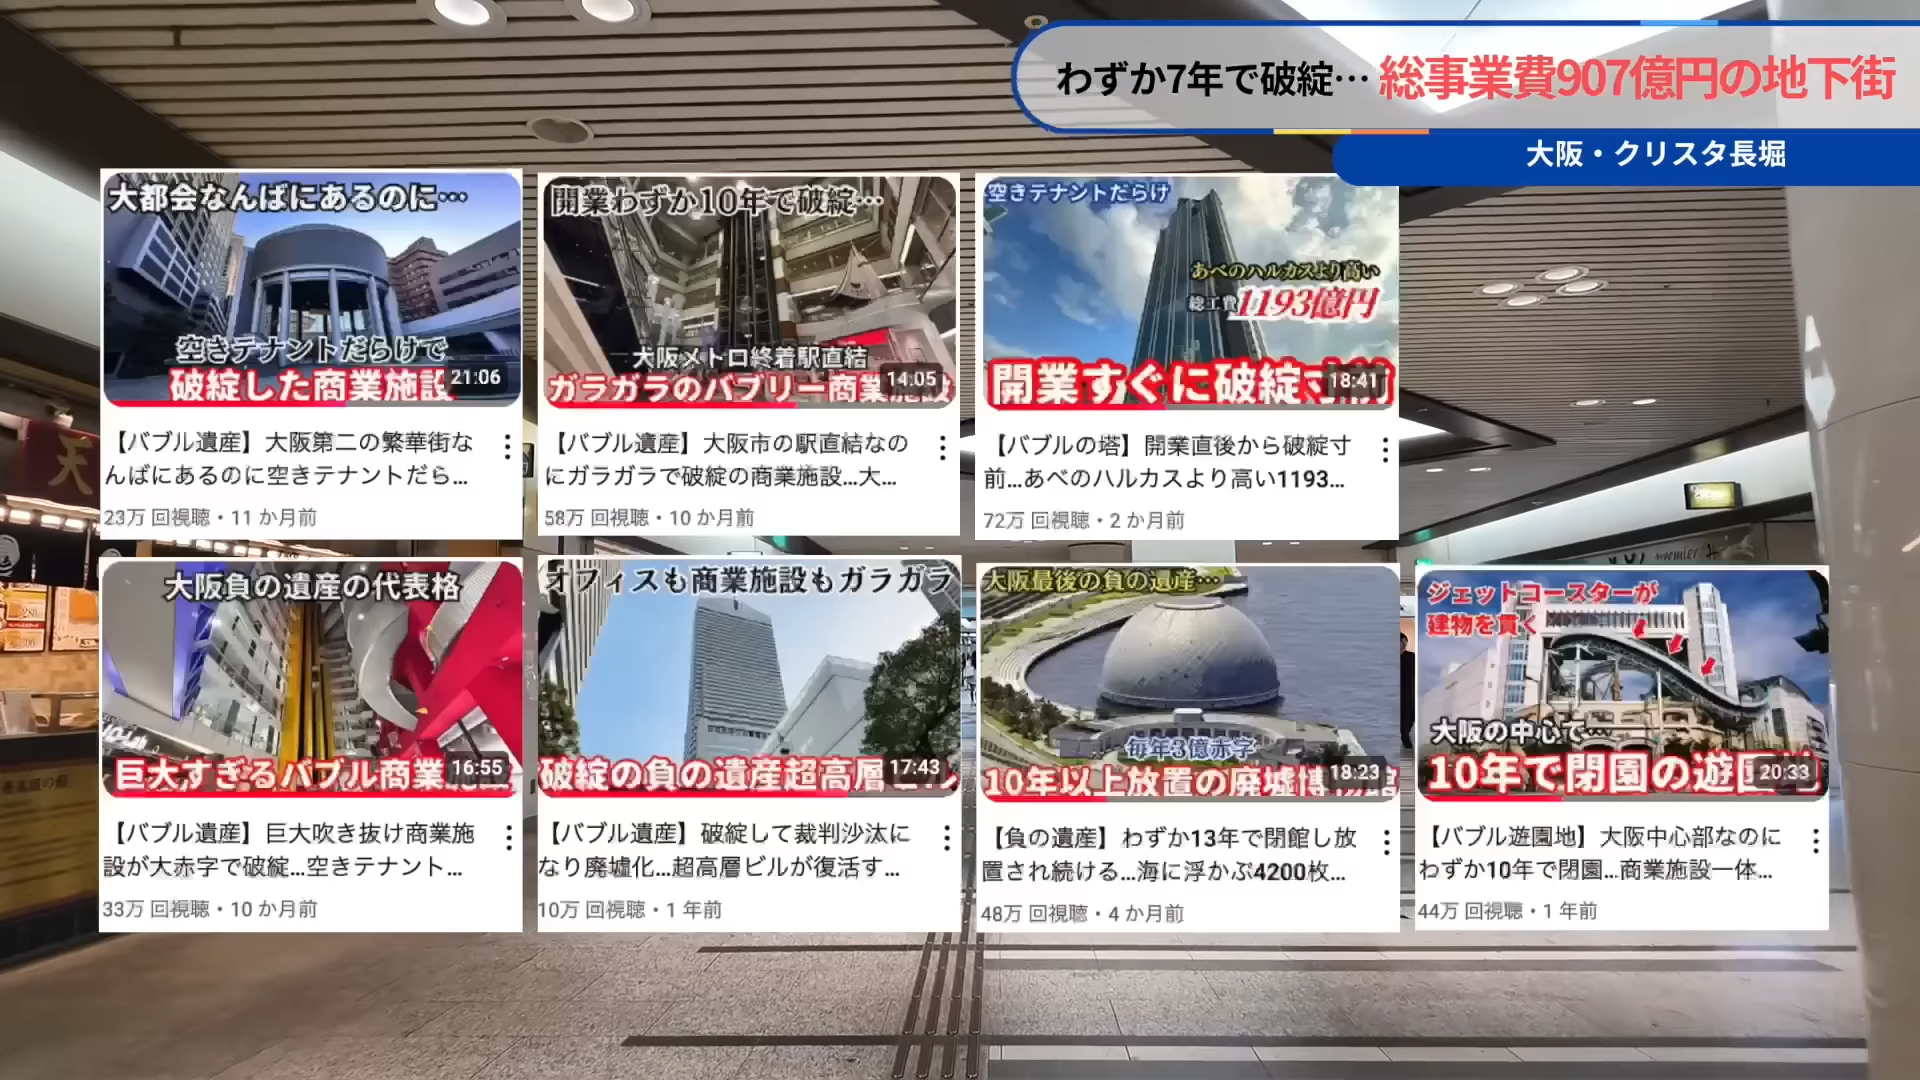 わずか7年で破綻… 総事業費907億円の地下街
大阪・クリスタ長堀
大都会なんばにあるのに…
空きテナントだらけで
破綻した商業施設
21:06
【バブル遺産】大阪第二の繁華街な
んばにあるのに空きテナントだら...
23万 回視聴・11 か月前
開業わずか10年で破綻…
大阪メトロ終着駅直結
ガラガラのバブリー商業施設
14:05
【バブル遺産】大阪市の駅直結なの
にガラガラで破綻の商業施設...大...
58万 回視聴・10 か月前
空きテナントだらけ
あべのハルカスより高い
総工費1193億円
開業すぐに破綻寸前
18:41
【バブルの塔】開業直後から破綻寸
前...あべのハルカスより高い1193...
72万 回視聴・2 か月前
大阪負の遺産の代表格
巨大すぎるバブル商業施設
16:55
【バブル遺産】巨大吹き抜け商業施
設が大赤字で破綻...空きテナント...
33万 回視聴・10 か月前
オフィスも商業施設もガラガラ
破綻の負の遺産超高層ビル
17:43
【バブル遺産】破綻して裁判沙汰に
なり廃墟化...超高層ビルが復活す...
10万 回視聴・1 年前
大阪最後の負の遺産…
毎年3億赤字
10年以上放置の廃墟博物館
18:23
【負の遺産】わずか13年で閉館し放
置され続ける...海に浮かぶ4200枚...
48万 回視聴・4 か月前
ジェットコースターが
建物を貫く
大阪の中心で…
10年で閉園の遊園地
20:33
【バブル遊園地】大阪中心部なのに
わずか10年で閉園...商業施設一体...
44万 回視聴・1 年前
天